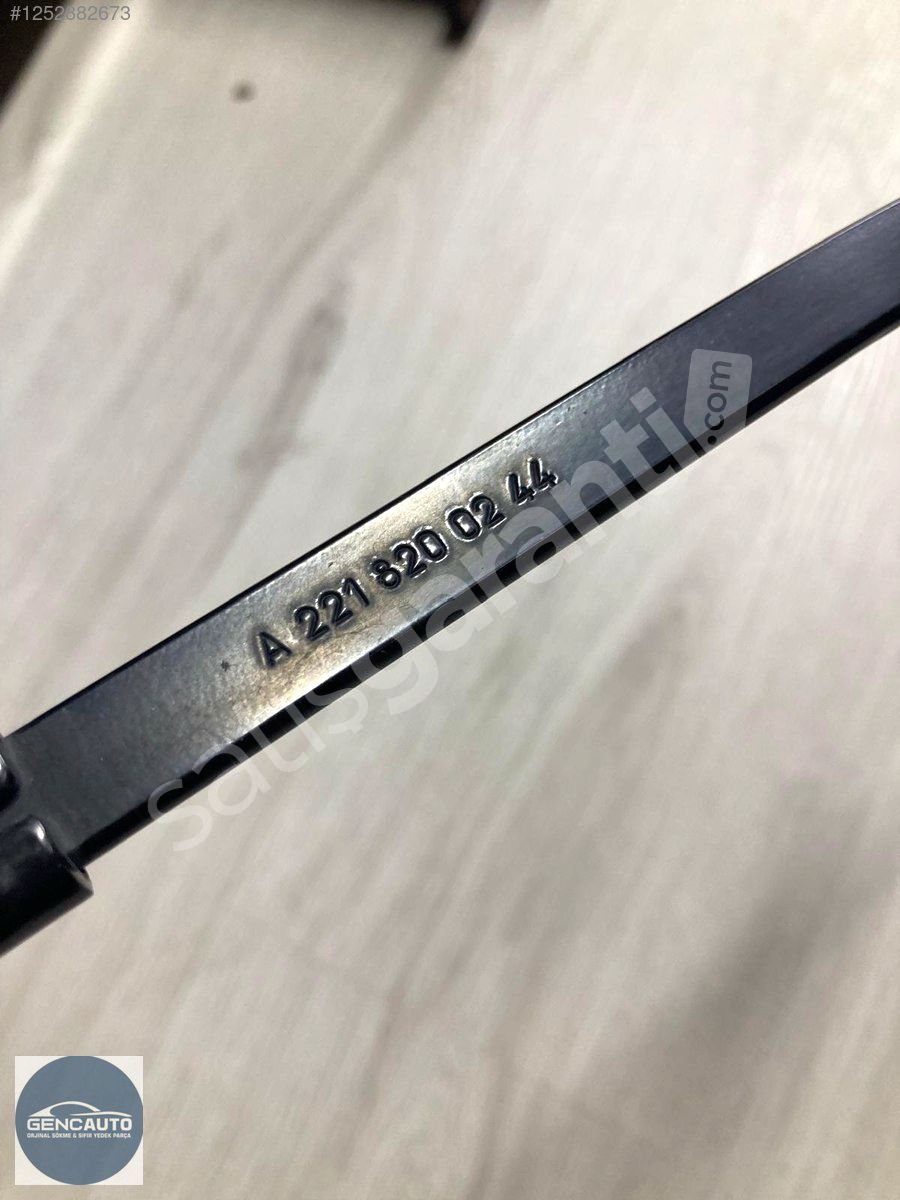 #1252882673
A 221 820 02 44
satışgaranti.com
GENCAUTO
ORJİNAL SÖKME & SIFIR YEDEK PARÇA